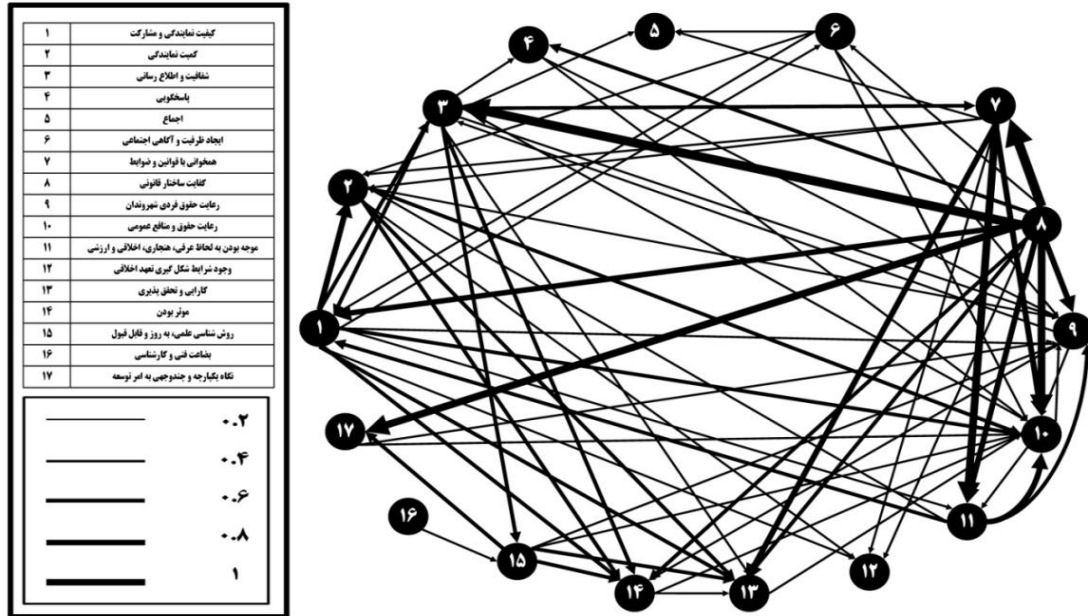 ۱ کیفیت نمایندگی و مشارکت
۲ کمیت نمایندگی
۳ شفافیت و اطلاع رسانی
۴ پاسخگویی
۵ اجماع
۶ ایجاد ظرفیت و آگاهی اجتماعی
۷ همخوانی با قوانین و ضوابط
۸ کفایت ساختار قانونی
۹ رعایت حقوق فردی شهروندان
۱۰ رعایت حقوق و منافع عمومی
۱۱ موجه بودن به لحاظ عرفی، هنجاری، اخلاقی و ارزشی
۱۲ وجود شرایط شکل گیری تعهد اخلاقی
۱۳ کارایی و تحقق پذیری
۱۴ موثر بودن
۱۵ روش شناسی علمی، به روز و قابل قبول
۱۶ بضاعت فنی و کارشناسی
۱۷ نگاه یکپارچه و چندوجهی به امر توسعه
۰.۲
۰.۴
۰.۶
۰.۸
۱
۱
۲
۳
۴
۵
۶
۷
۸
۹
۱۰
۱۱
۱۲
۱۳
۱۴
۱۵
۱۶
۱۷